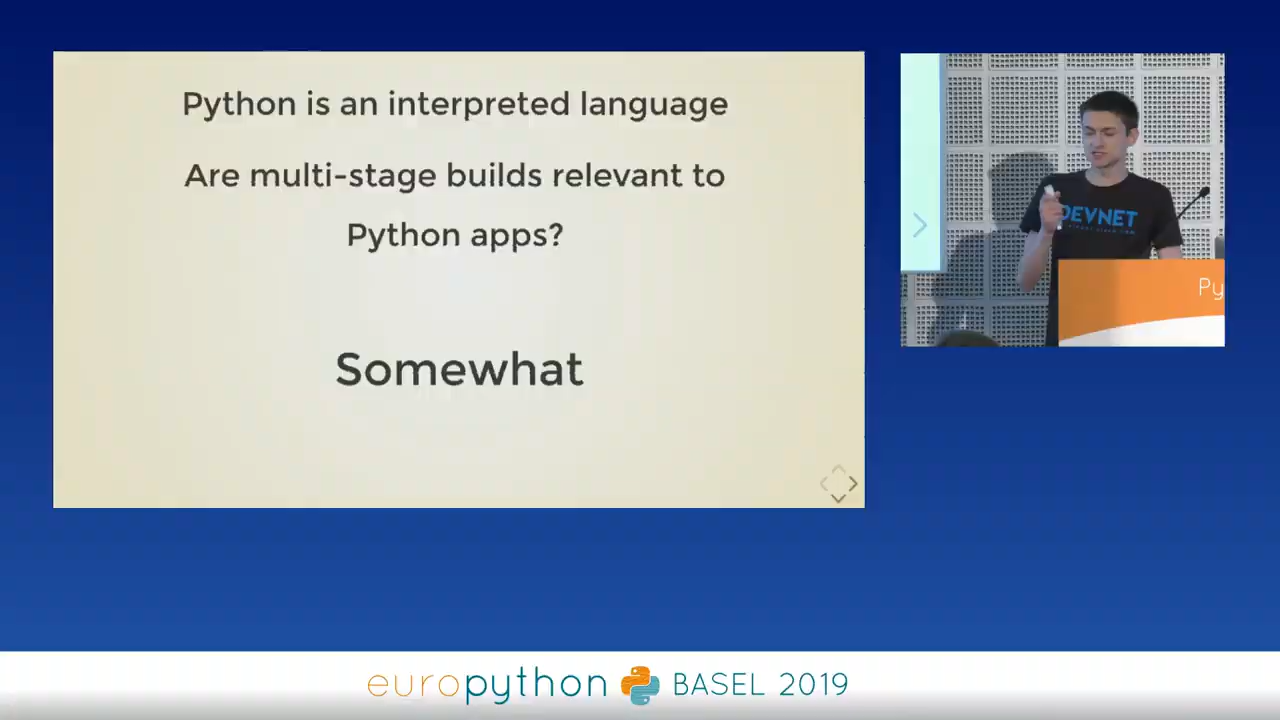 Python is an interpreted language
Are multi-stage builds relevant to
Python apps?
Somewhat
DEVNET
Py
europython BASEL 2019